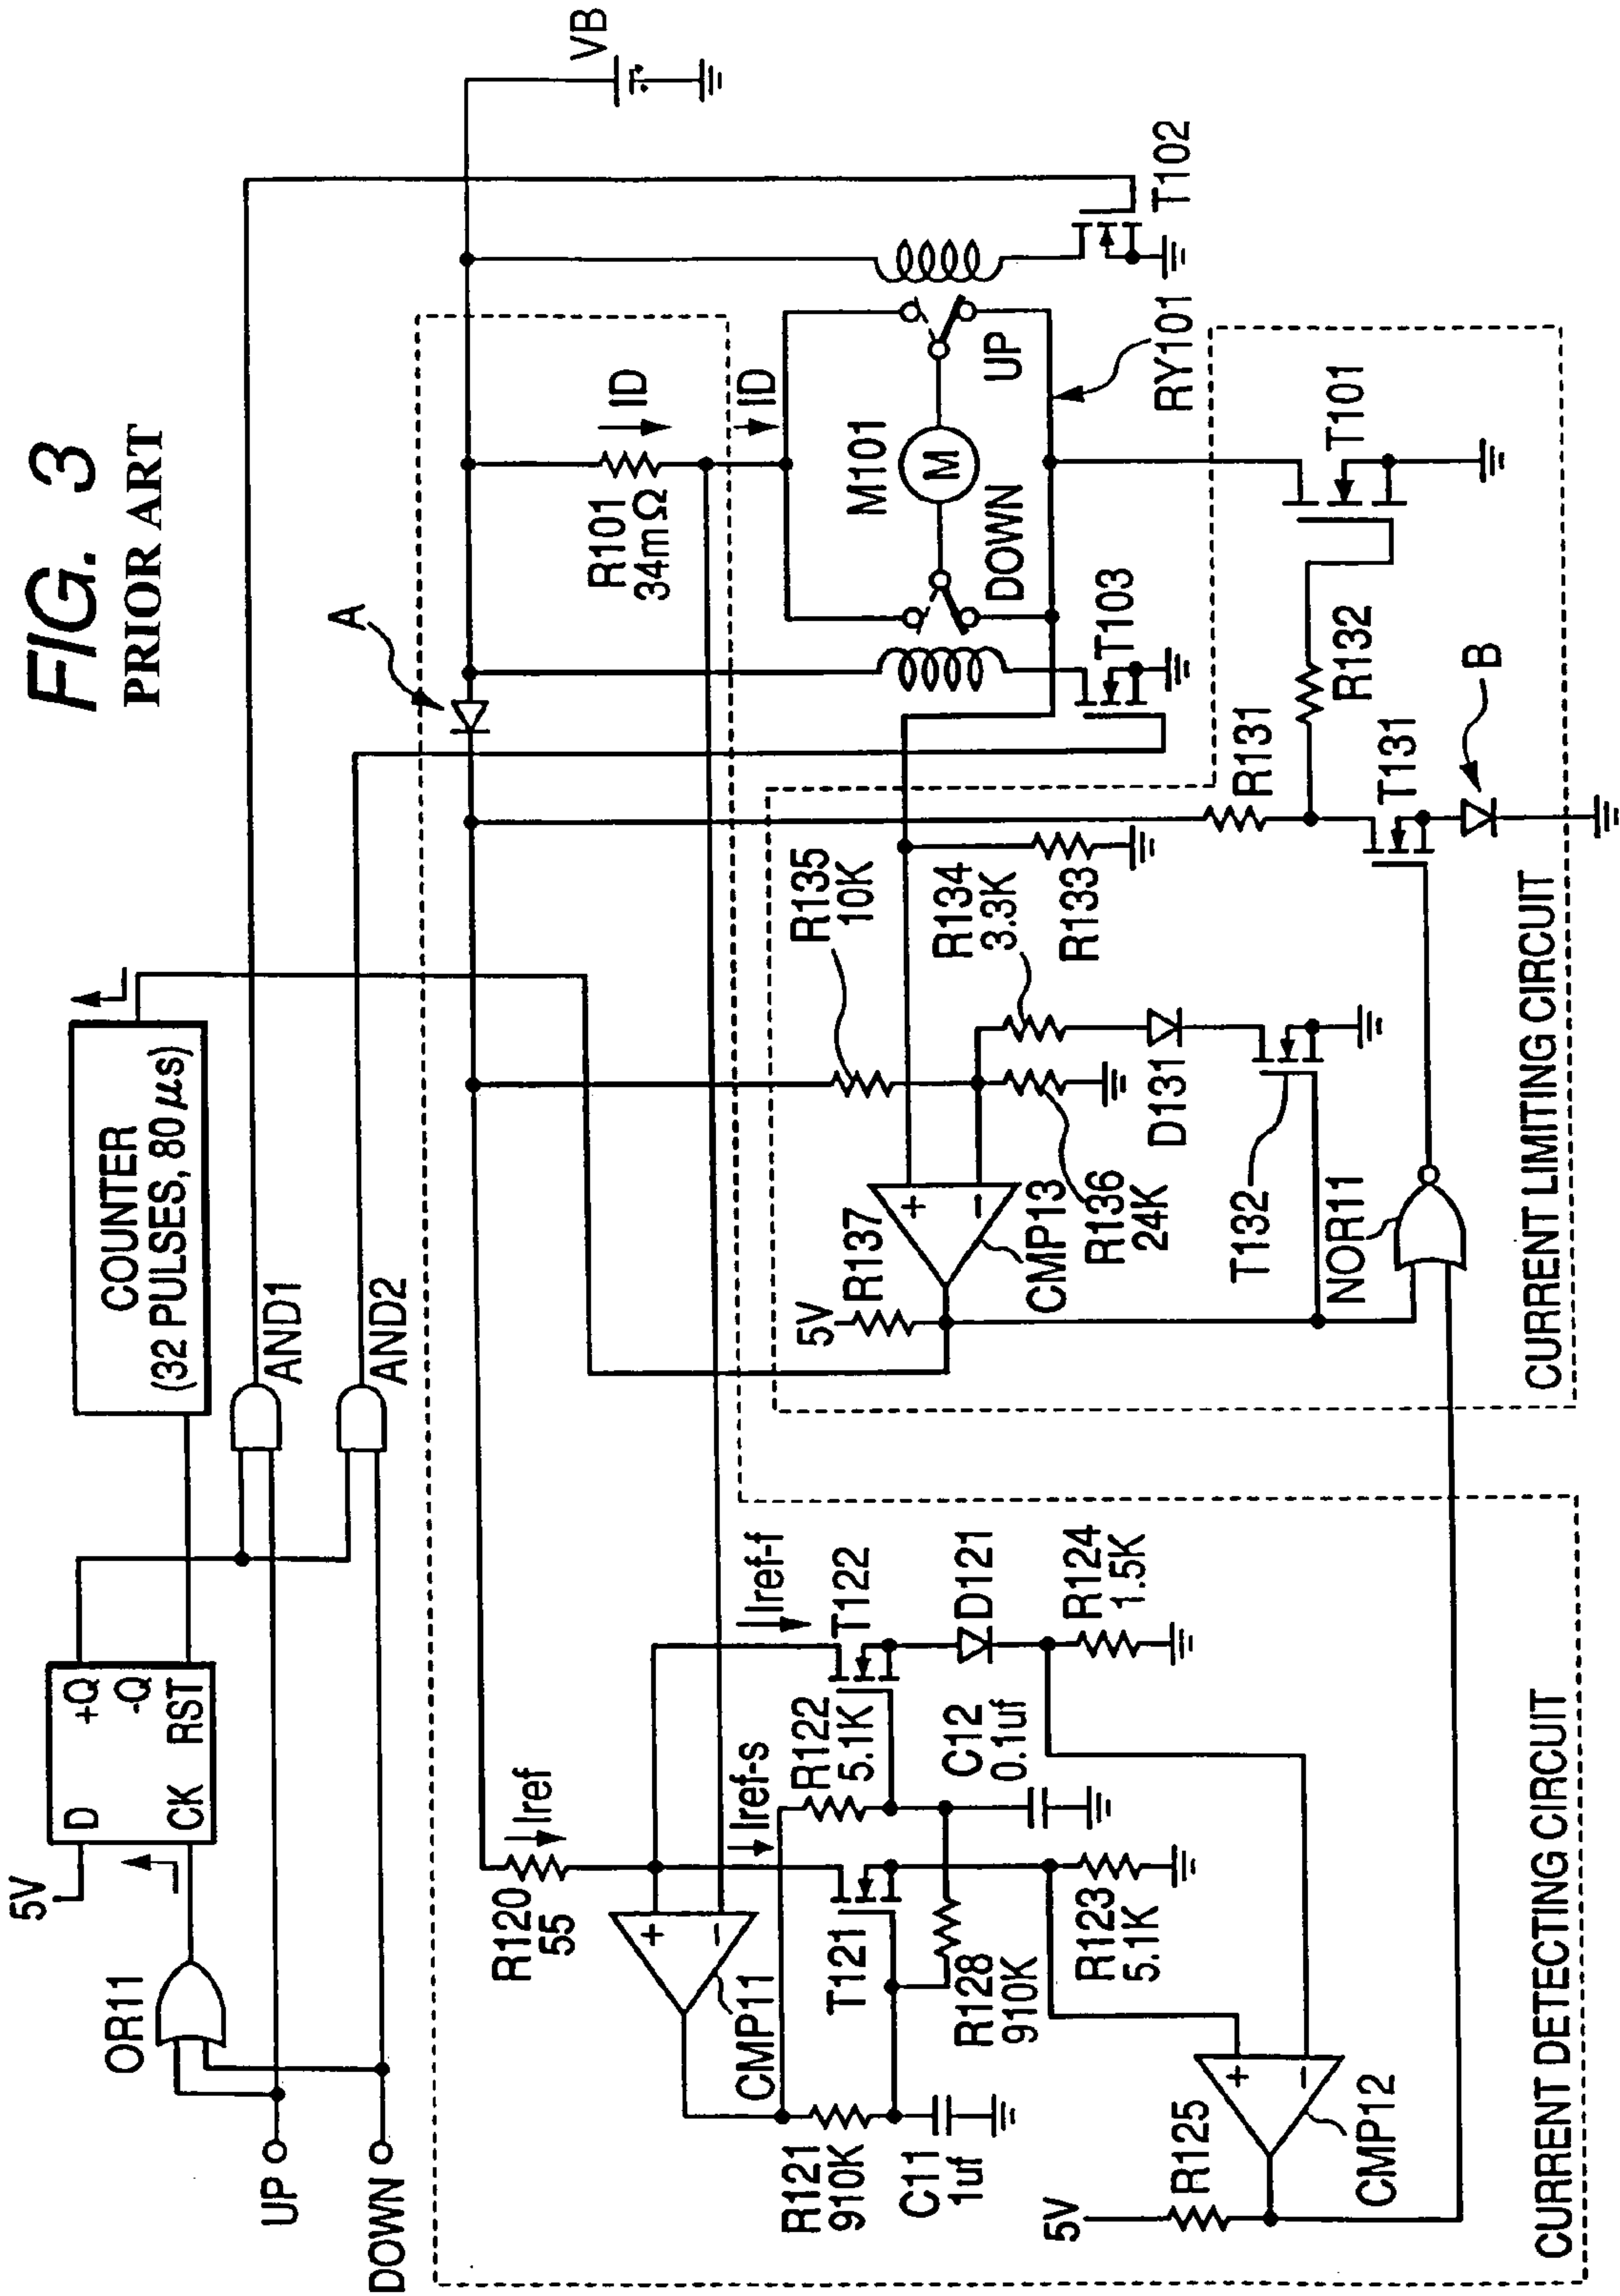 FIG. 3
PRIOR ART
5V
D
+Q
-Q
CK
RST
OR11
UP
DOWN
COUNTER
(32 PULSES, 80μs)
AND1
AND2
A
VB
R101
34mΩ
ID
ID
M101
M
DOWN
UP
RY101
T102
T103
T101
R120
55
Iref
Iref-s
Iref-f
CMP11
R121
910K
C11
1uf
T121
R122
5.1K
T122
R128
910K
C12
0.1uf
D121
R123
5.1K
R124
1.5K
5V
R125
CMP12
CURRENT DETECTING CIRCUIT
5V
R137
CMP13
R135
10K
R136
24K
R134
3.3K
R133
D131
T132
NOR11
R131
R132
T131
B
CURRENT LIMITING CIRCUIT
+
−
+
−
+
−